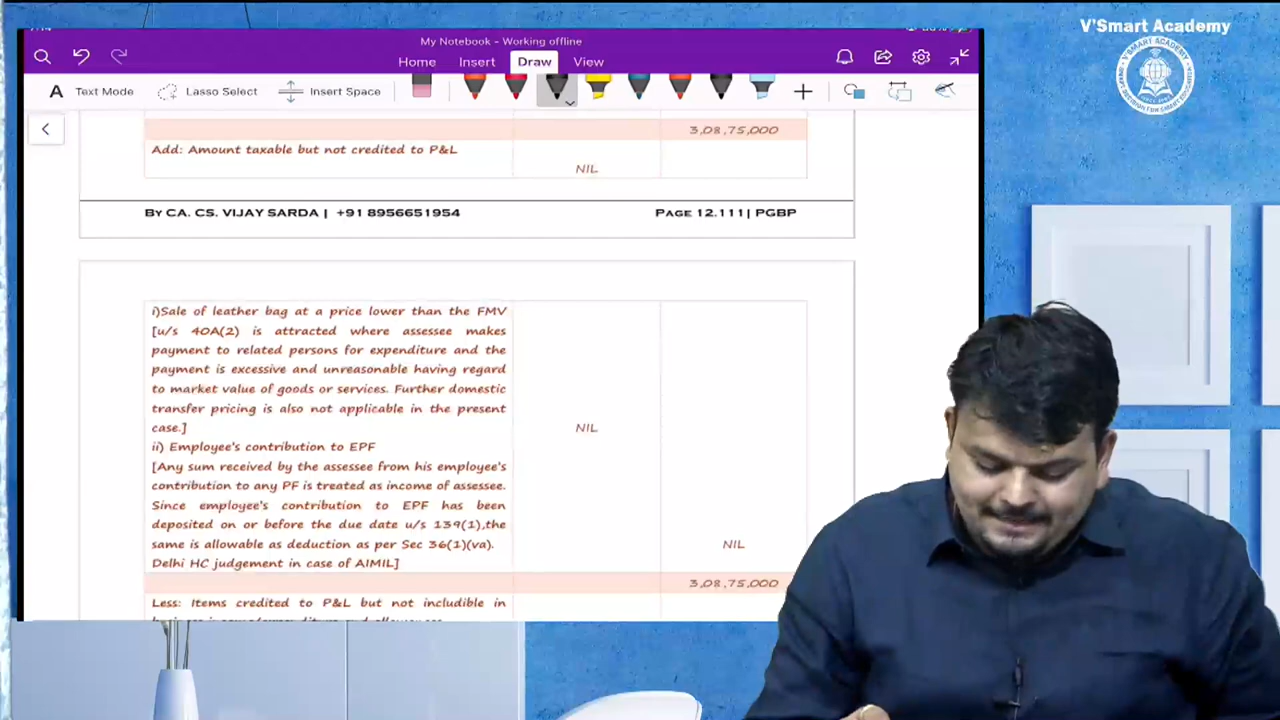 V'Smart Academy
V'SMART ACADEMY
My Notebook - Working offline
Home Insert Draw View
A Text Mode Lasso Select Insert Space
3,08,75,000
Add: Amount taxable but not credited to P&L
NIL
BY CA. CS. VIJAY SARDA | +91 8956651954 PAGE 12.111| PGBP
i)Sale of leather bag at a price lower than the FMV
[u/s 40A(2) is attracted where assessee makes
payment to related persons for expenditure and the
payment is excessive and unreasonable having regard
to market value of goods or services. Further domestic
transfer pricing is also not applicable in the present
case.] NIL
ii) Employee's contribution to EPF
[Any sum received by the assessee from his employee's
contribution to any PF is treated as income of assessee.
Since employee's contribution to EPF has been
deposited on or before the due date u/s 139(1),the
same is allowable as deduction as per Sec 36(1)(va). NIL
Delhi HC judgement in case of AIMIL]
3,08,75,000
Less: Items credited to P&L but not includible in